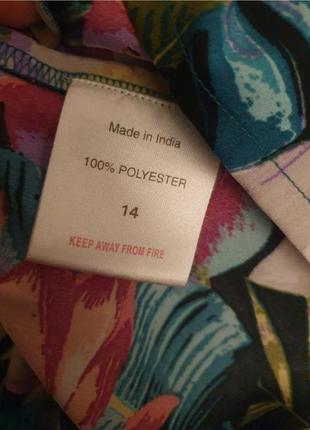 Made in India
100% POLYESTER
14
KEEP AWAY FROM FIRE